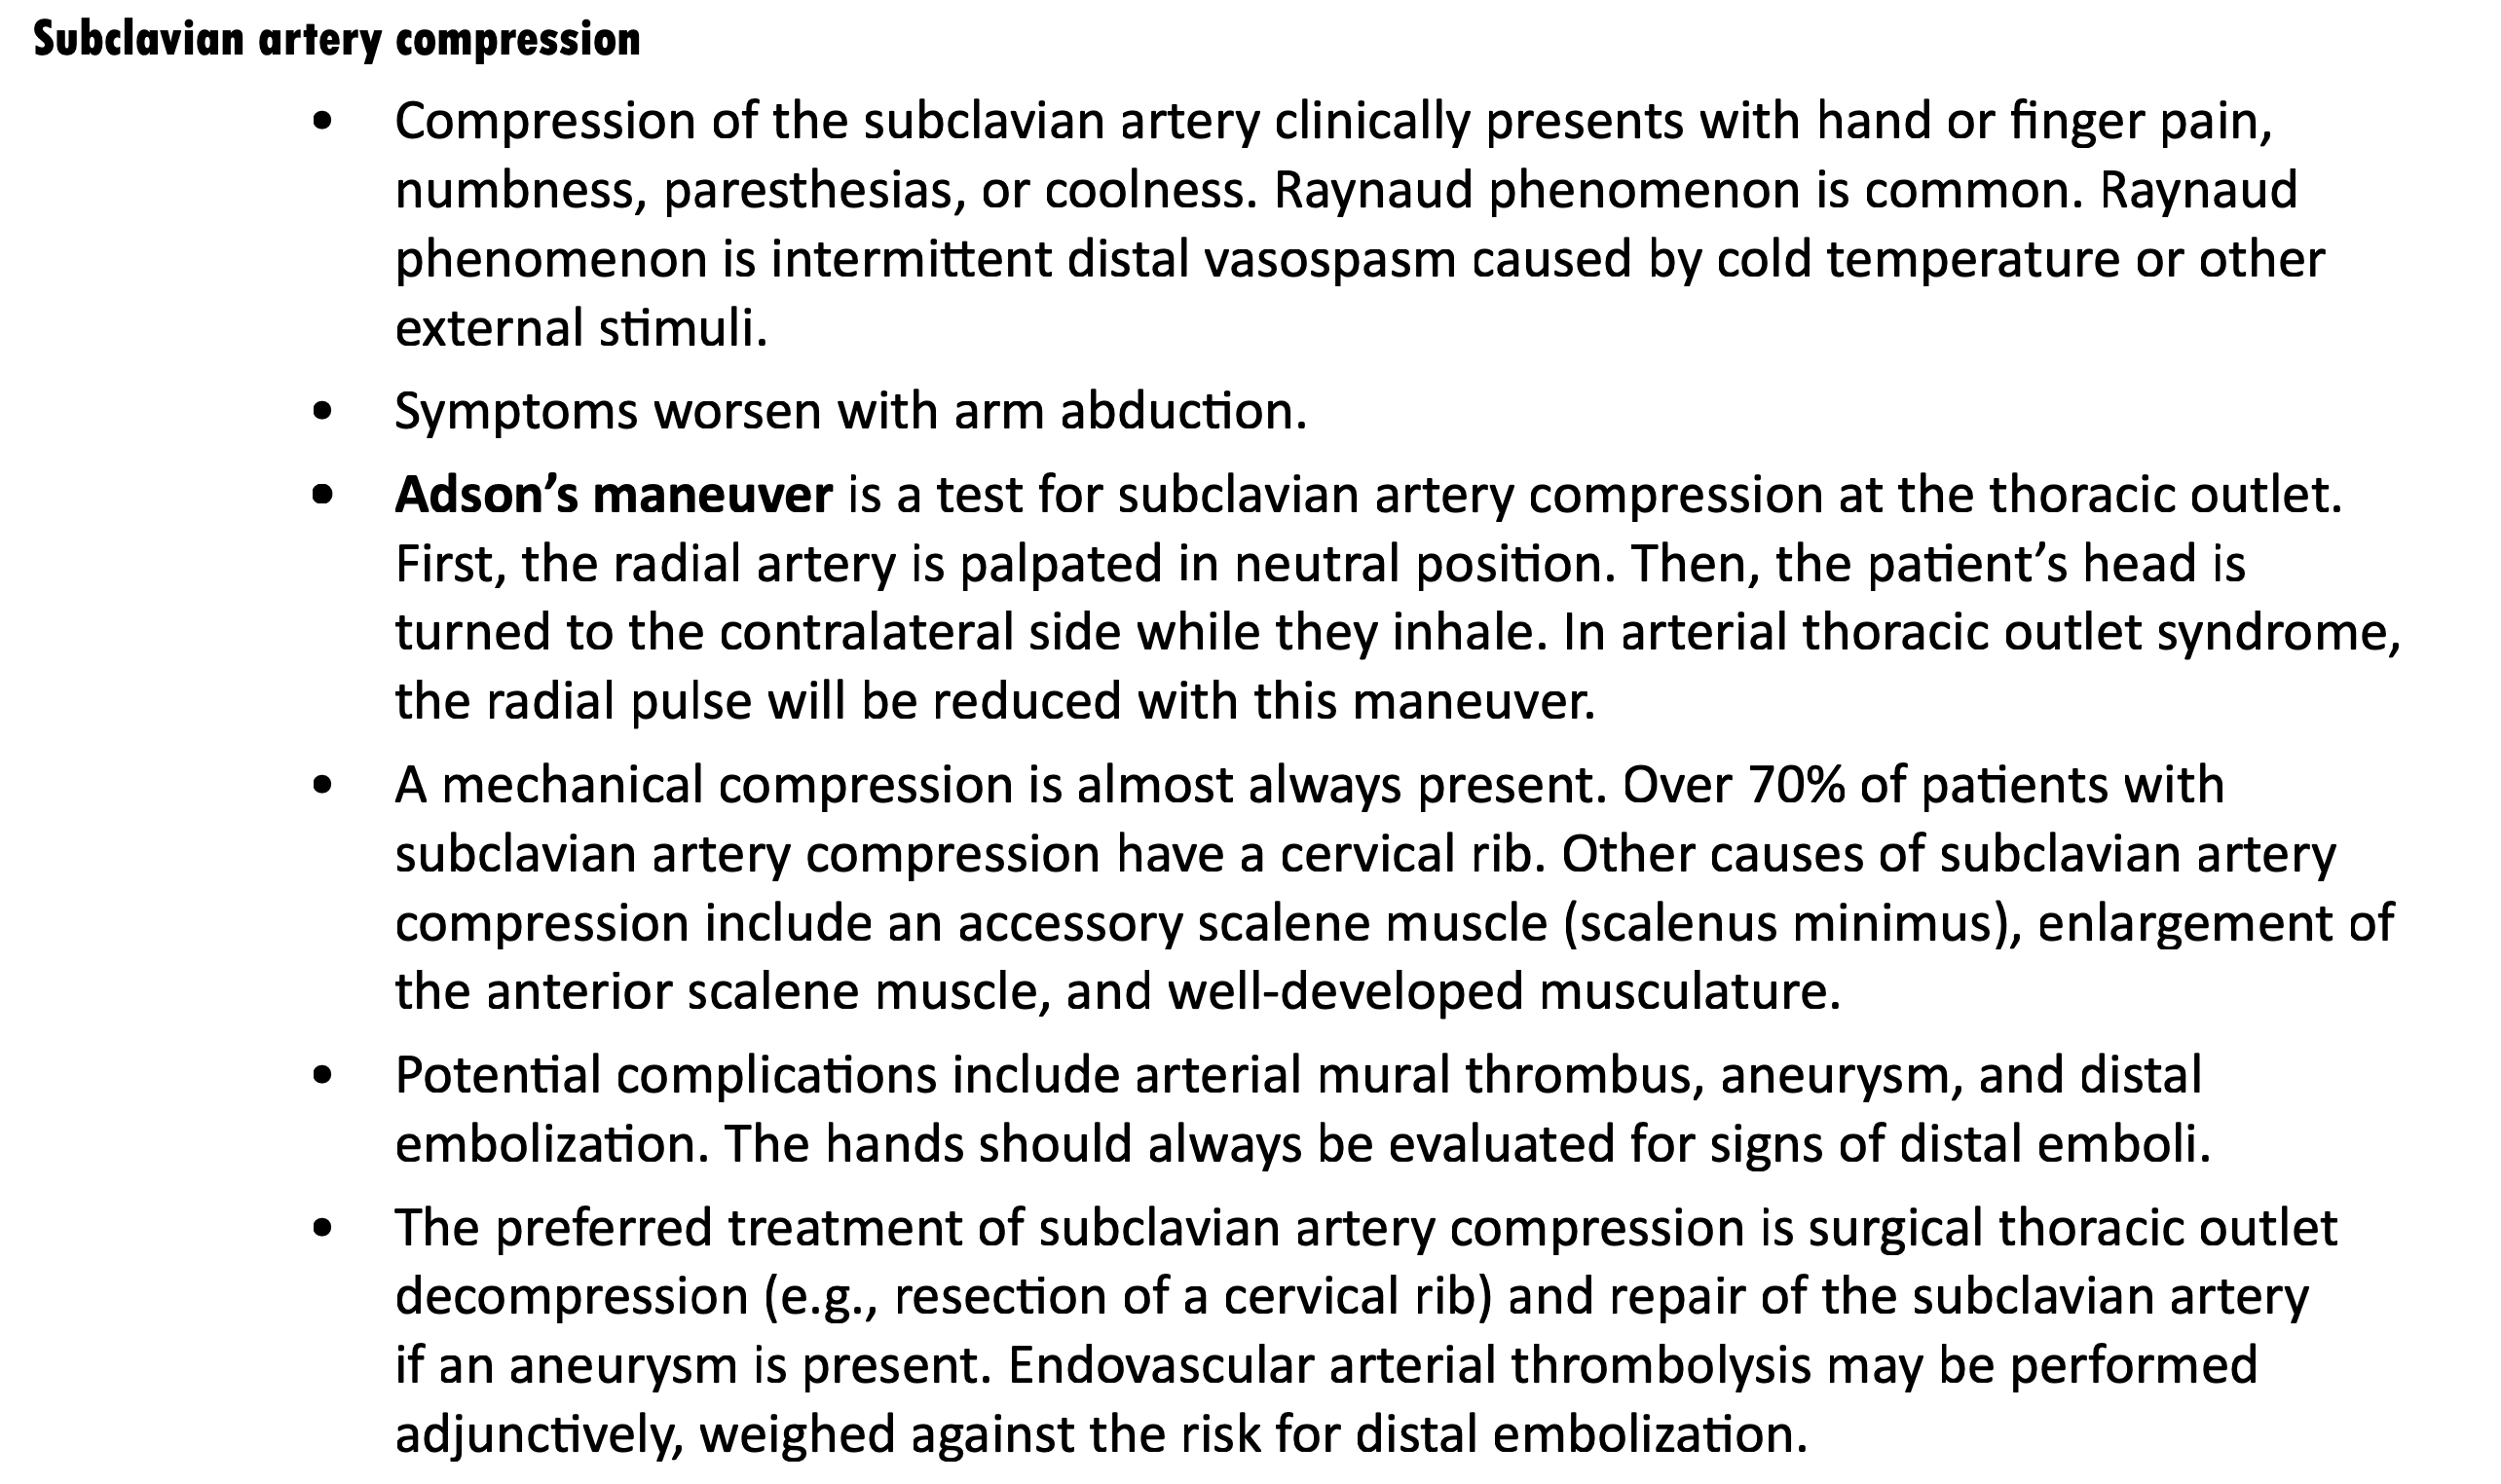 Subclavian artery compression
• Compression of the subclavian artery clinically presents with hand or finger pain,
numbness, paresthesias, or coolness. Raynaud phenomenon is common. Raynaud
phenomenon is intermittent distal vasospasm caused by cold temperature or other
external stimuli.
• Symptoms worsen with arm abduction.
• Adson’s maneuver is a test for subclavian artery compression at the thoracic outlet.
First, the radial artery is palpated in neutral position. Then, the patient’s head is
turned to the contralateral side while they inhale. In arterial thoracic outlet syndrome,
the radial pulse will be reduced with this maneuver.
• A mechanical compression is almost always present. Over 70% of patients with
subclavian artery compression have a cervical rib. Other causes of subclavian artery
compression include an accessory scalene muscle (scalenus minimus), enlargement of
the anterior scalene muscle, and well-developed musculature.
• Potential complications include arterial mural thrombus, aneurysm, and distal
embolization. The hands should always be evaluated for signs of distal emboli.
• The preferred treatment of subclavian artery compression is surgical thoracic outlet
decompression (e.g., resection of a cervical rib) and repair of the subclavian artery
if an aneurysm is present. Endovascular arterial thrombolysis may be performed
adjunctively, weighed against the risk for distal embolization.